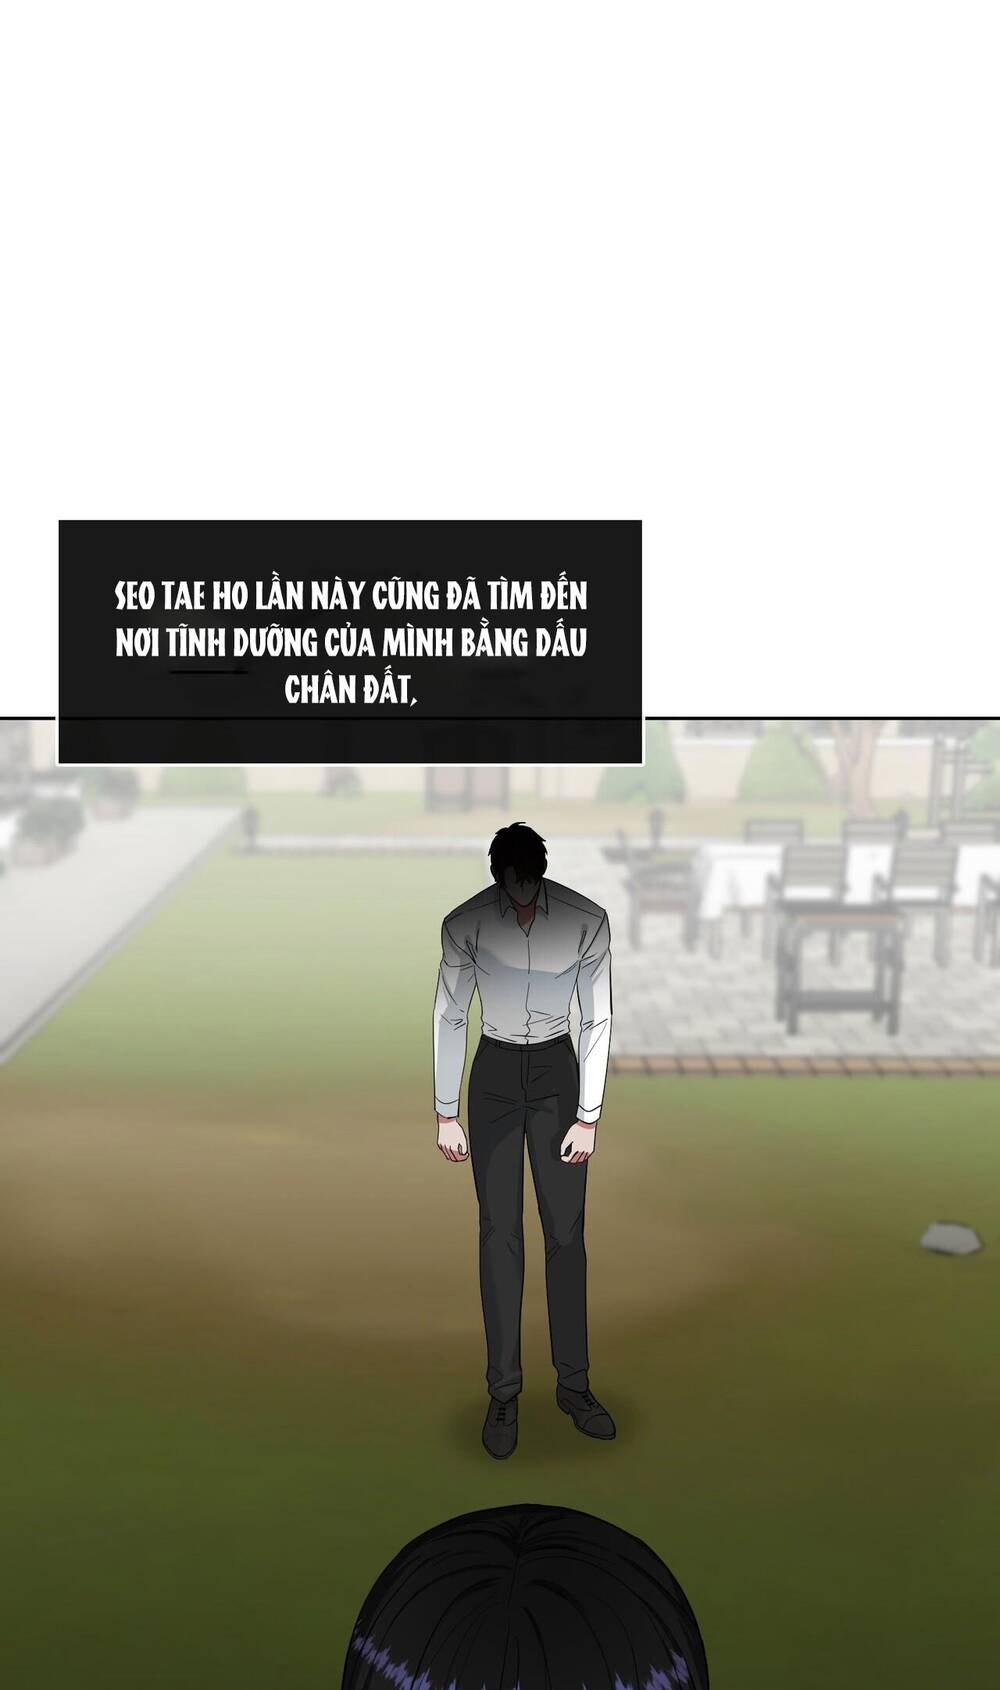 SEO TAE HO LẦN NÀY CŨNG ĐÃ TÌM ĐẾN
NƠI TĨNH DƯỠNG CỦA MÌNH BẰNG DẤU
CHÂN ĐẤT,